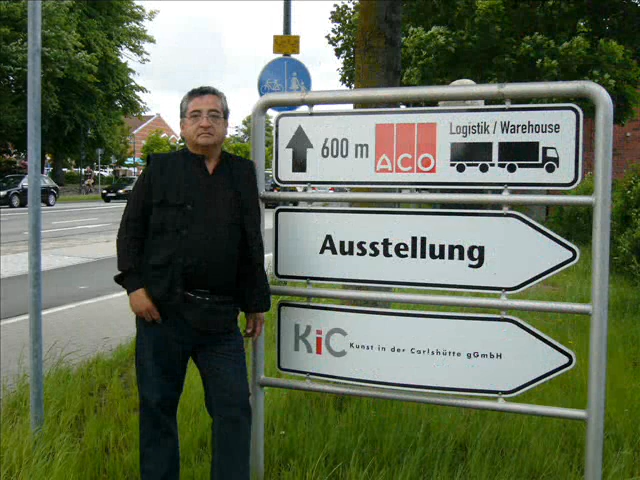 600 m ACO Logistik / Warehouse
Ausstellung
KiC Kunst in der Carlshütte gGmbH